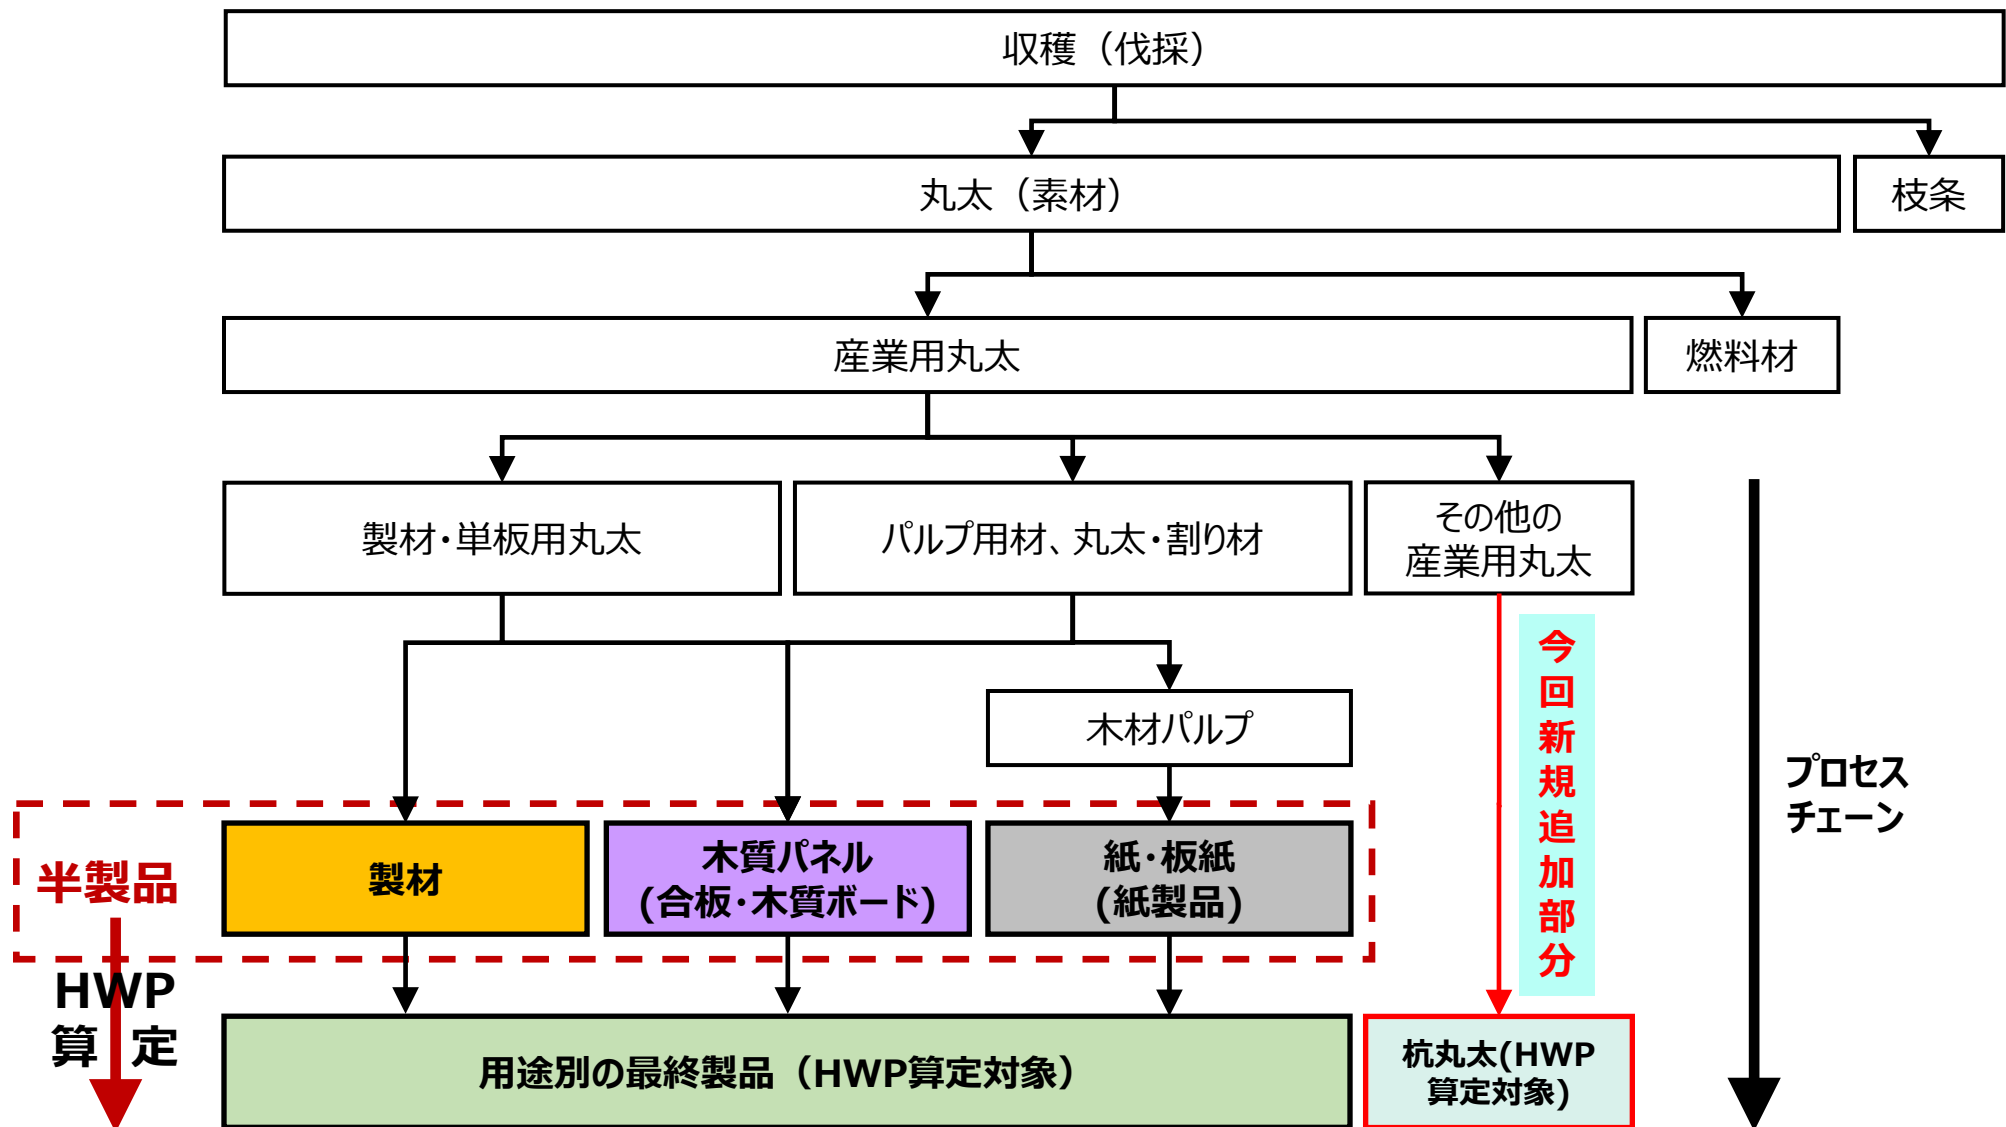 収穫（伐採）
丸太（素材）
枝条
産業用丸太
燃料材
製材・単板用丸太
パルプ用材、丸太・割り材
その他の
産業用丸太
今回新規追加部分
木材パルプ
プロセス
チェーン
半製品
製材
木質パネル
(合板・木質ボード)
紙・板紙
(紙製品)
HWP
算　定
用途別の最終製品（HWP算定対象）
杭丸太(HWP
算定対象)